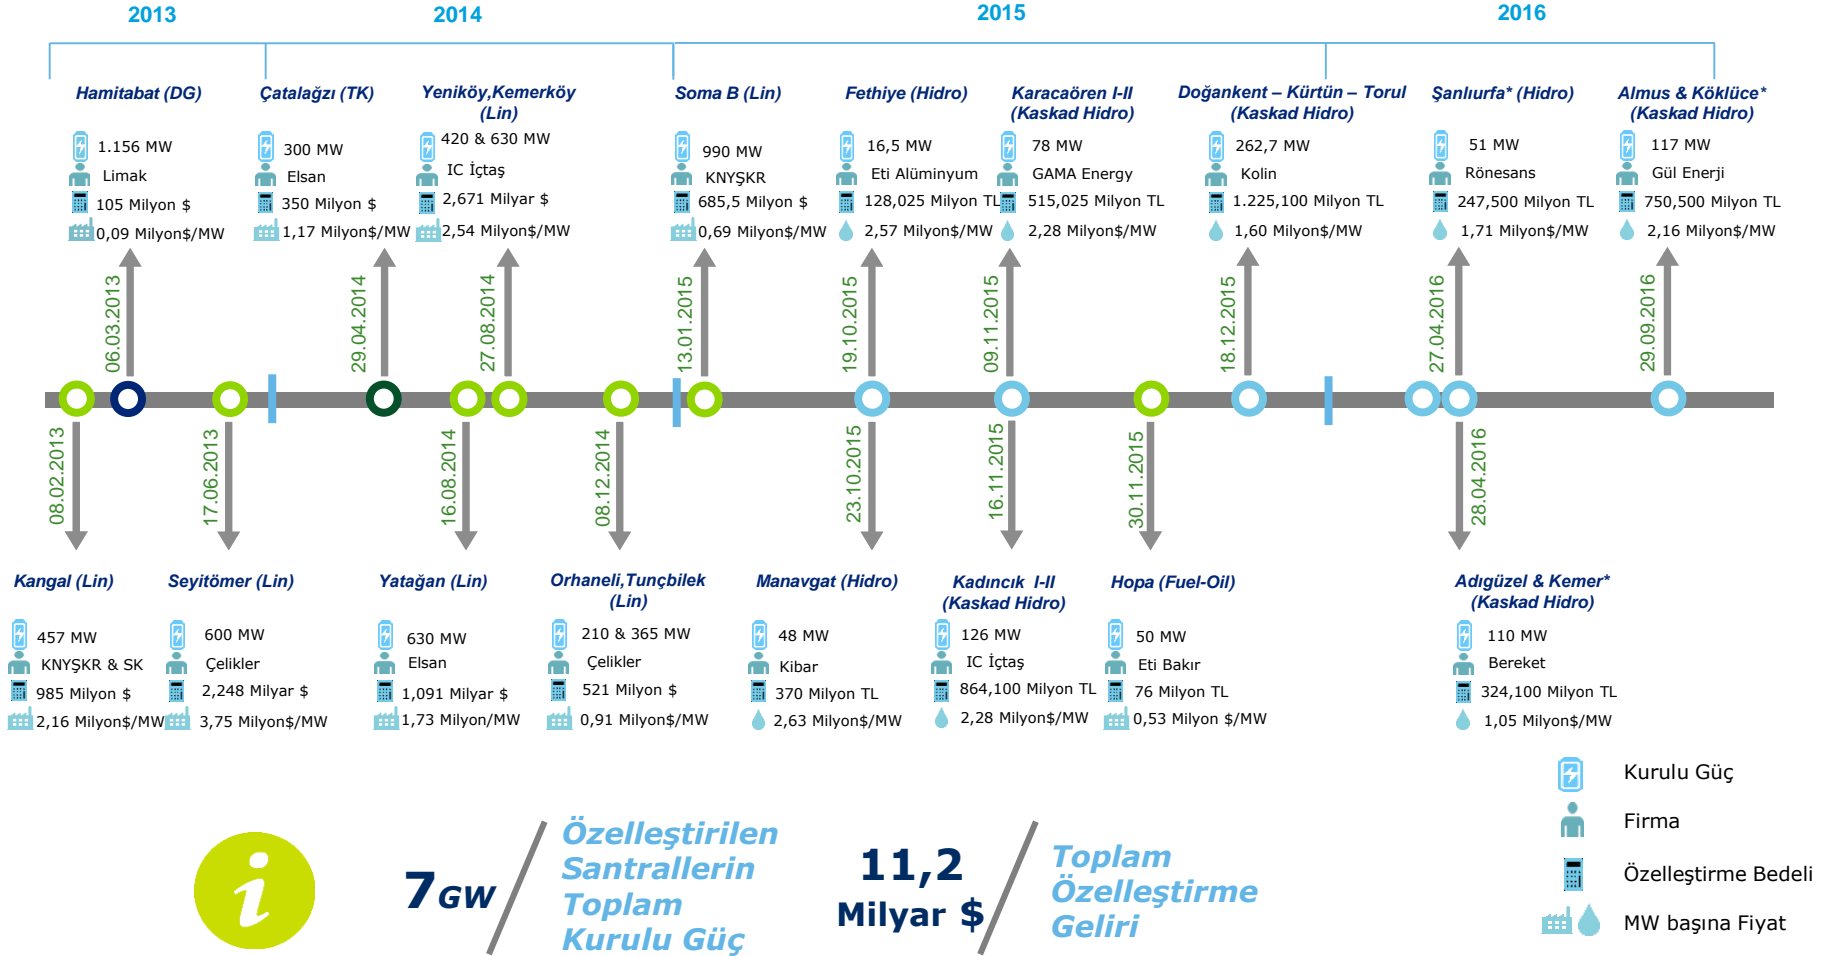 2013
2014
2015
2016
Hamitabat (DG)
1.156 MW
Limak
105 Milyon $
0,09 Milyon$/MW
Çatalağzı (TK)
300 MW
Elsan
350 Milyon $
1,17 Milyon$/MW
Yeniköy,Kemerköy
(Lin)
420 & 630 MW
IC İçtaş
2,671 Milyar $
2,54 Milyon$/MW
Soma B (Lin)
990 MW
KNYŞKR
685,5 Milyon $
0,69 Milyon$/MW
Fethiye (Hidro)
16,5 MW
Eti Alüminyum
128,025 Milyon TL
2,57 Milyon$/MW
Karacaören I-II
(Kaskad Hidro)
78 MW
GAMA Energy
515,025 Milyon TL
2,28 Milyon$/MW
Doğankent – Kürtün – Torul
(Kaskad Hidro)
262,7 MW
Kolin
1.225,100 Milyon TL
1,60 Milyon$/MW
Şanlıurfa* (Hidro)
51 MW
Rönesans
247,500 Milyon TL
1,71 Milyon$/MW
Almus & Köklüce*
(Kaskad Hidro)
117 MW
Gül Enerji
750,500 Milyon TL
2,16 Milyon$/MW
06.03.2013
29.04.2014
27.08.2014
13.01.2015
19.10.2015
09.11.2015
18.12.2015
27.04.2016
29.09.2016
08.02.2013
17.06.2013
16.08.2014
08.12.2014
23.10.2015
16.11.2015
30.11.2015
28.04.2016
Kangal (Lin)
457 MW
KNYŞKR & SK
985 Milyon $
2,16 Milyon$/MW
Seyitömer (Lin)
600 MW
Çelikler
2,248 Milyar $
3,75 Milyon$/MW
Yatağan (Lin)
630 MW
Elsan
1,091 Milyar $
1,73 Milyon/MW
Orhaneli,Tunçbilek
(Lin)
210 & 365 MW
Çelikler
521 Milyon $
0,91 Milyon$/MW
Manavgat (Hidro)
48 MW
Kibar
370 Milyon TL
2,63 Milyon$/MW
Kadıncık I-II
(Kaskad Hidro)
126 MW
IC İçtaş
864,100 Milyon TL
2,28 Milyon$/MW
Hopa (Fuel-Oil)
50 MW
Eti Bakır
76 Milyon TL
0,53 Milyon $/MW
Adıgüzel & Kemer*
(Kaskad Hidro)
110 MW
Bereket
324,100 Milyon TL
1,05 Milyon$/MW
Kurulu Güç
Firma
Özelleştirme Bedeli
MW başına Fiyat
i
7GW
Özelleştirilen
Santrallerin
Toplam
Kurulu Güç
11,2
Milyar $
Toplam
Özelleştirme
Geliri